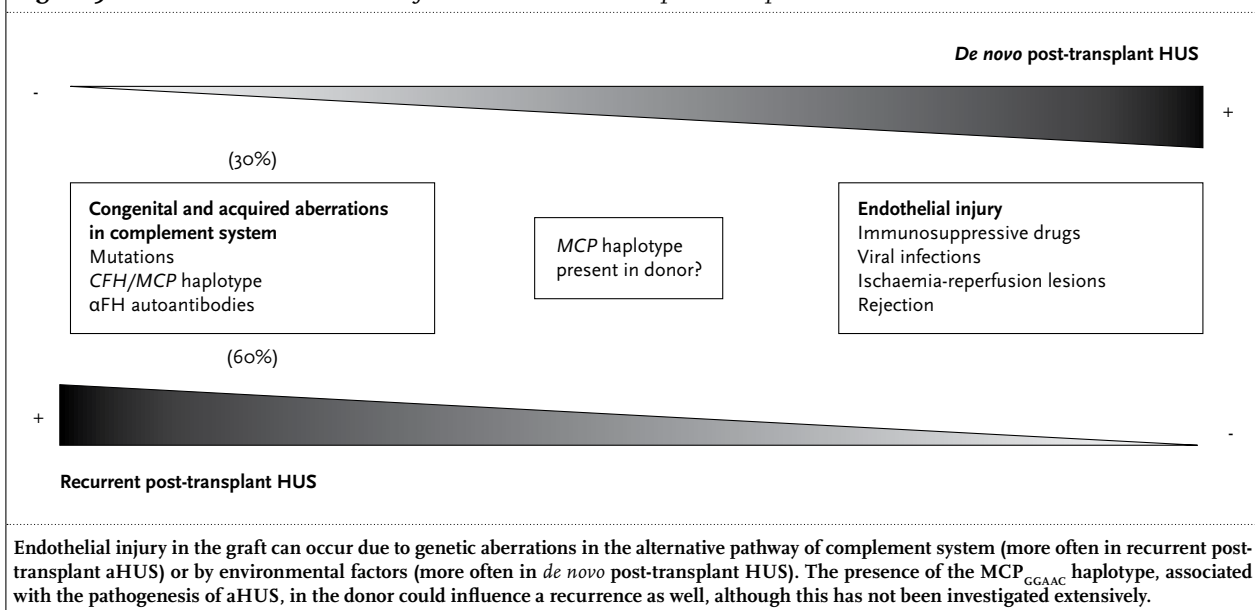 De novo post-transplant HUS
-
+
(30%)
Congenital and acquired aberrations
in complement system
Mutations
CFH/MCP haplotype
αFH autoantibodies
MCP haplotype
present in donor?
Endothelial injury
Immunosuppressive drugs
Viral infections
Ischaemia-reperfusion lesions
Rejection
(60%)
+
-
Recurrent post-transplant HUS
Endothelial injury in the graft can occur due to genetic aberrations in the alternative pathway of complement system (more often in recurrent post-
transplant aHUS) or by environmental factors (more often in de novo post-transplant HUS). The presence of the MCPGGAAC haplotype, associated
with the pathogenesis of aHUS, in the donor could influence a recurrence as well, although this has not been investigated extensively.